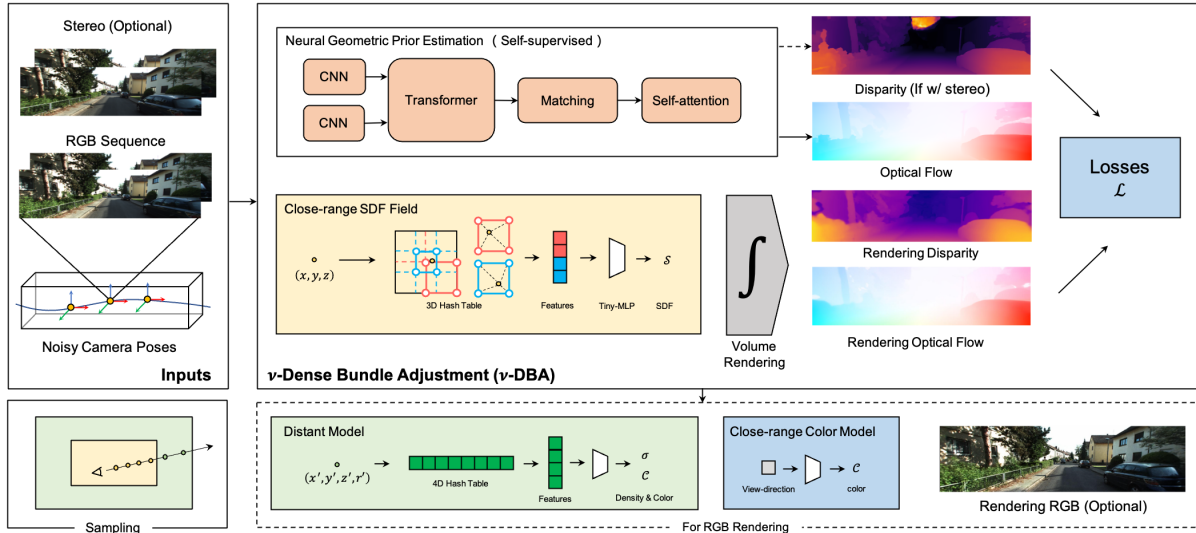 Stereo (Optional)
RGB Sequence
Noisy Camera Poses
Inputs
Neural Geometric Prior Estimation ( Self-supervised )
CNN
CNN
Transformer
Matching
Self-attention
Disparity (If w/ stereo)
Optical Flow
Rendering Disparity
Rendering Optical Flow
Losses
ℒ
Close-range SDF Field
(x, y, z)
3D Hash Table
Features
Tiny-MLP
𝒮
SDF
∫
Volume
Rendering
ν-Dense Bundle Adjustment (ν-DBA)
Sampling
Distant Model
(x′, y′, z′, r′)
4D Hash Table
Features
σ
𝒞
Density & Color
Close-range Color Model
View-direction
𝒞
color
Rendering RGB (Optional)
For RGB Rendering